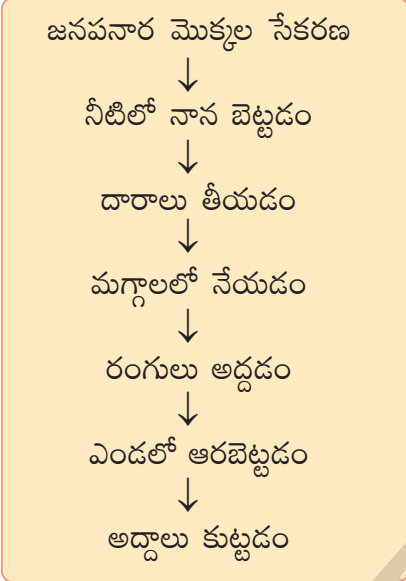 జనపనార మొక్కల సేకరణ
↓
నీటిలో నాన బెట్టడం
↓
దారాలు తీయడం
↓
మగ్గాలలో నేయడం
↓
రంగులు అద్దడం
↓
ఎండలో ఆరబెట్టడం
↓
అద్దాలు కుట్టడం